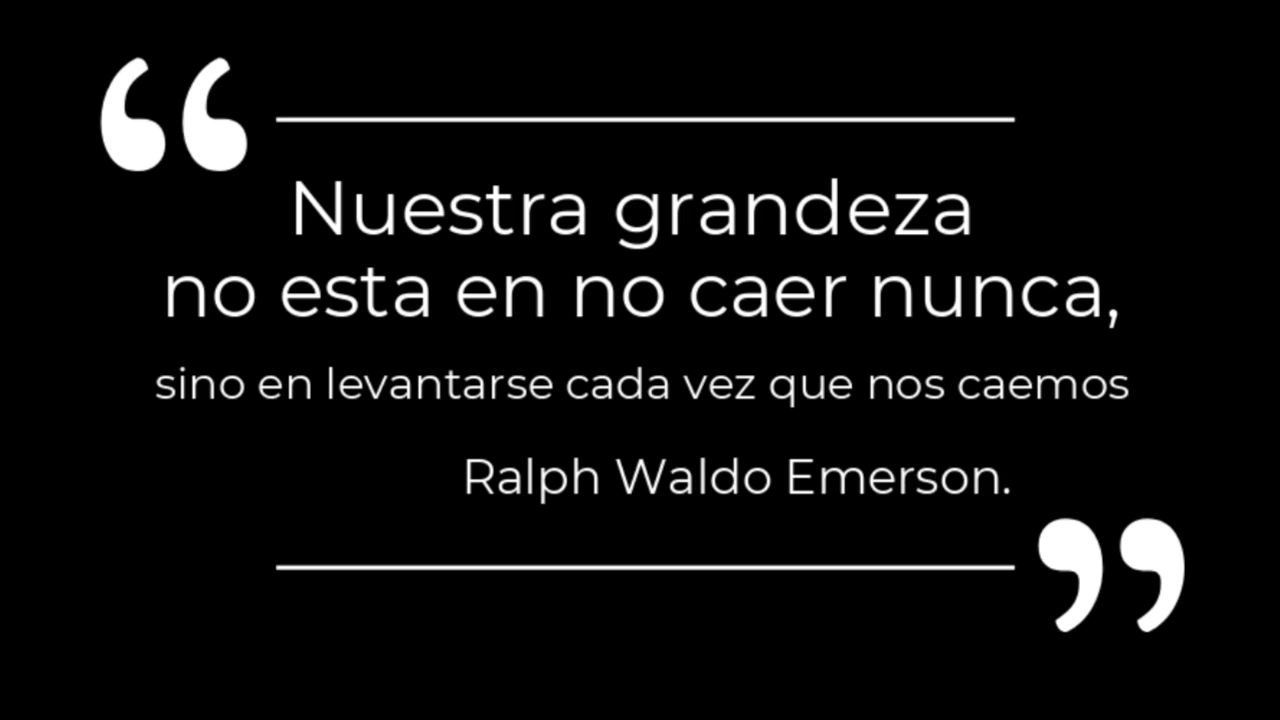 “
Nuestra grandeza
no esta en no caer nunca,
sino en levantarse cada vez que nos caemos
Ralph Waldo Emerson.
”